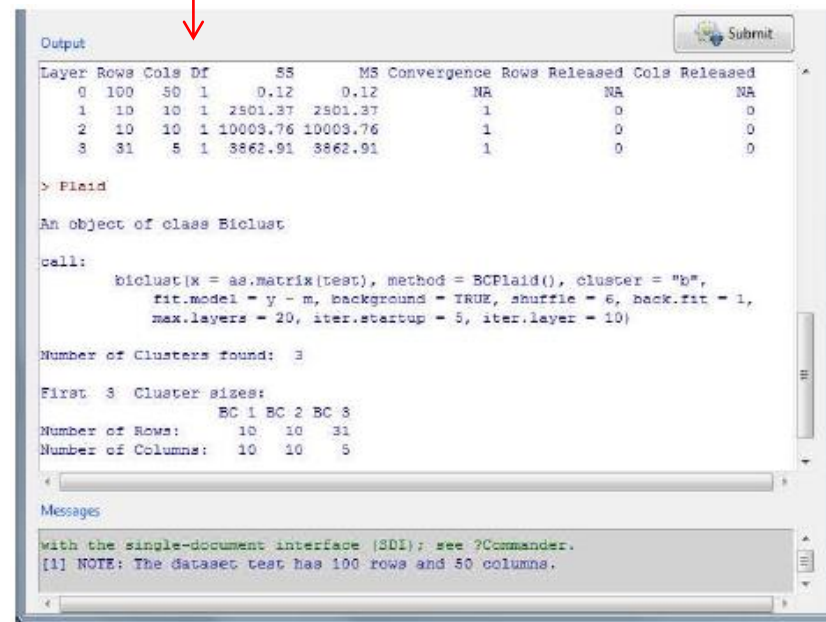 Submit
Output
Layer Rows Cols Df SS MS Convergence Rows Released Cols Released
0 100 50 1 0.12 0.12 NA NA NA
1 10 10 1 2501.37 2501.37 1 0 0
2 10 10 1 10003.76 10003.76 1 0 0
3 31 5 1 3862.91 3862.91 1 0 0
> Plaid
An object of class Biclust
call:
biclust(x = as.matrix(test), method = BCPlaid(), cluster = "b",
fit.model = y ~ m, background = TRUE, shuffle = 6, back.fit = 1,
max.layers = 20, iter.startup = 5, iter.layer = 10)
Number of Clusters found: 3
First 3 Cluster sizes:
BC 1 BC 2 BC 3
Number of Rows: 10 10 31
Number of Columns: 10 10 5
Messages
with the single-document interface (SDI); see ?Commander.
[1] NOTE: The dataset test has 100 rows and 50 columns.